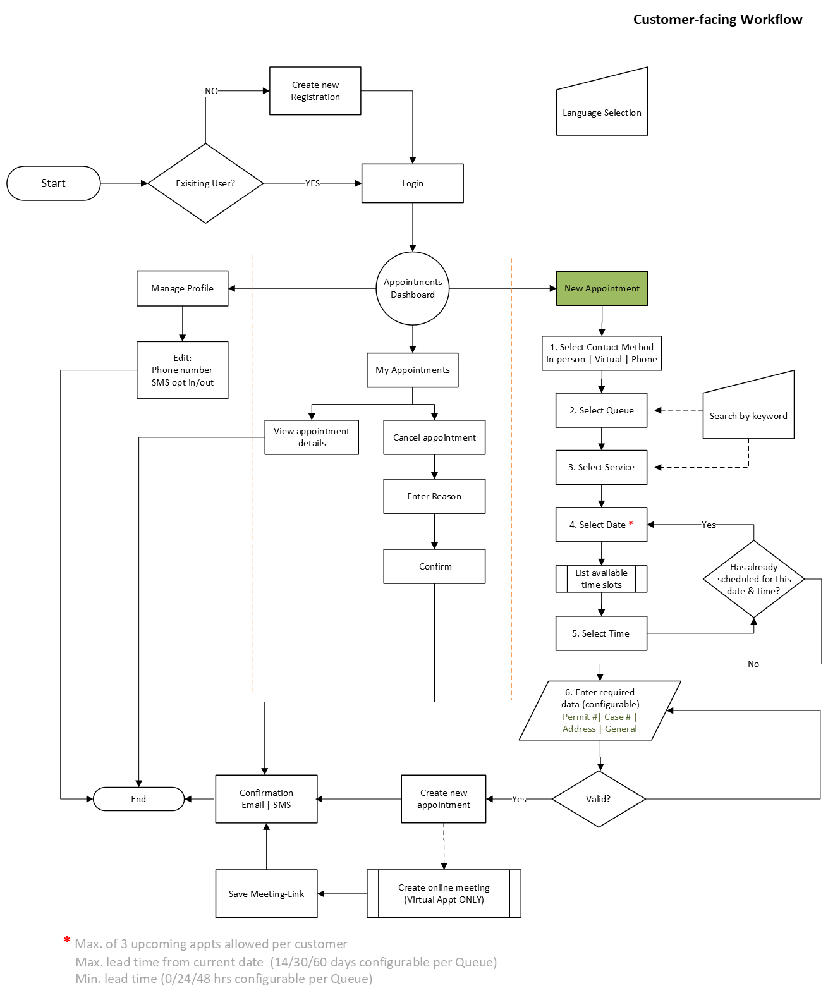 Customer-facing Workflow
Create new
Registration
NO
Language Selection
Start
Exisiting User?
YES
Login
Appointments
Dashboard
Manage Profile
New Appointment
Edit:
Phone number
SMS opt in/out
My Appointments
1. Select Contact Method
In-person | Virtual | Phone
2. Select Queue
Search by keyword
View appointment
details
Cancel appointment
3. Select Service
Enter Reason
4. Select Date *
Yes
Confirm
List available
time slots
Has already
scheduled for this
date & time?
5. Select Time
No
6. Enter required
data (configurable)
Permit #| Case # |
Address | General
End
Confirmation
Email | SMS
Create new
appointment
Yes
Valid?
Save Meeting-Link
Create online meeting
(Virtual Appt ONLY)
* Max. of 3 upcoming appts allowed per customer
Max. lead time from current date (14/30/60 days configurable per Queue)
Min. lead time (0/24/48 hrs configurable per Queue)